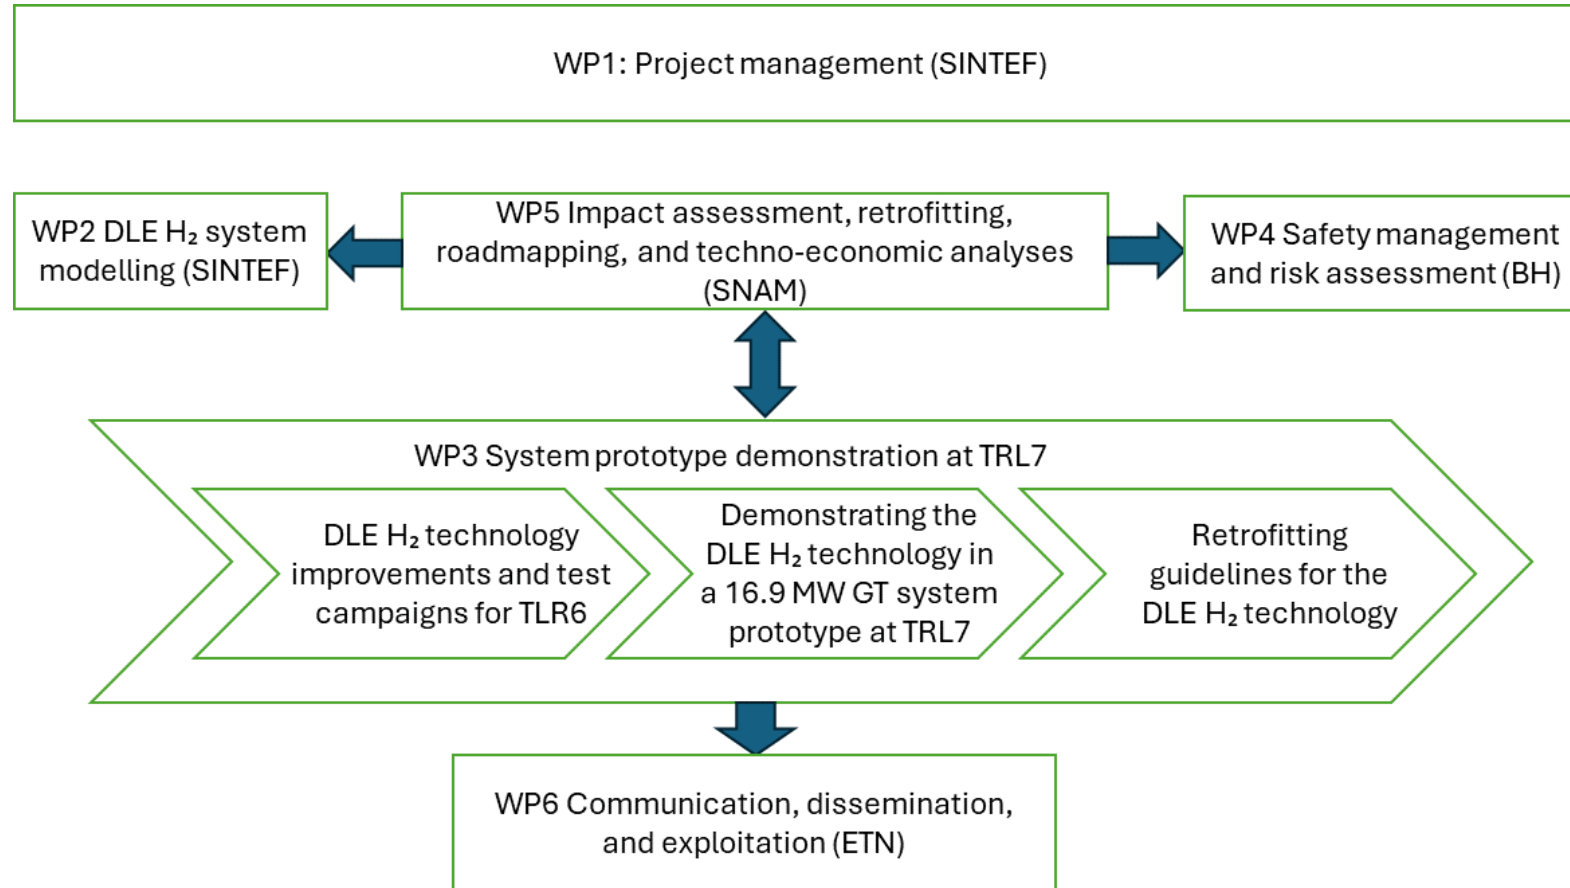 WP1: Project management (SINTEF)
WP2 DLE H₂ system
modelling (SINTEF)
WP5 Impact assessment, retrofitting,
roadmapping, and techno-economic analyses
(SNAM)
WP4 Safety management
and risk assessment (BH)
WP3 System prototype demonstration at TRL7
DLE H₂ technology
improvements and test
campaigns for TLR6
Demonstrating the
DLE H₂ technology in
a 16.9 MW GT system
prototype at TRL7
Retrofitting
guidelines for the
DLE H₂ technology
WP6 Communication, dissemination,
and exploitation (ETN)